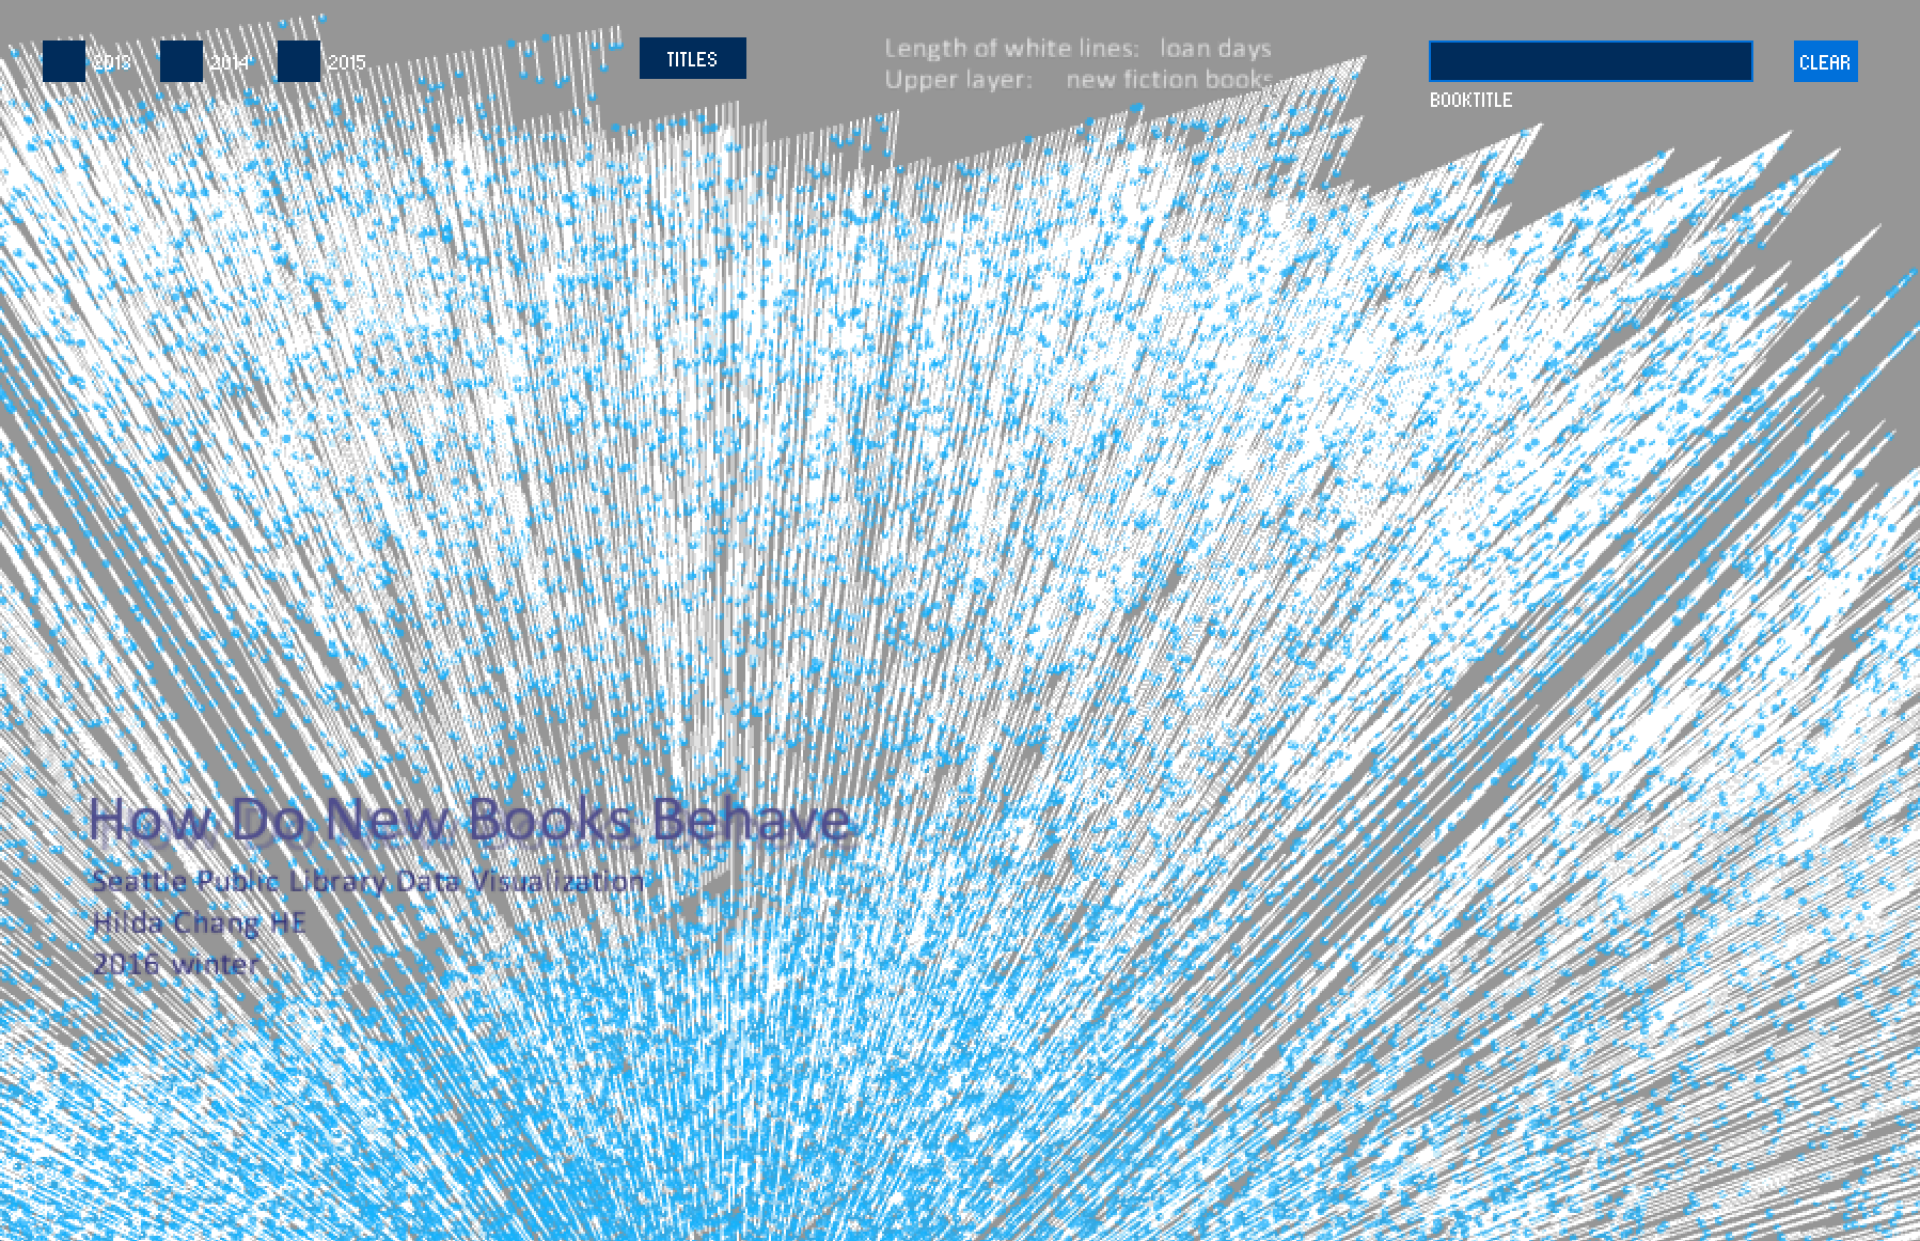 2013 2014 2015 TITLES
Length of white lines: loan days
Upper layer: new fiction books
CLEAR
BOOKTITLE
How Do New Books Behave
Seattle Public Library Data Visualization
Hilda Chang HE
2016 winter